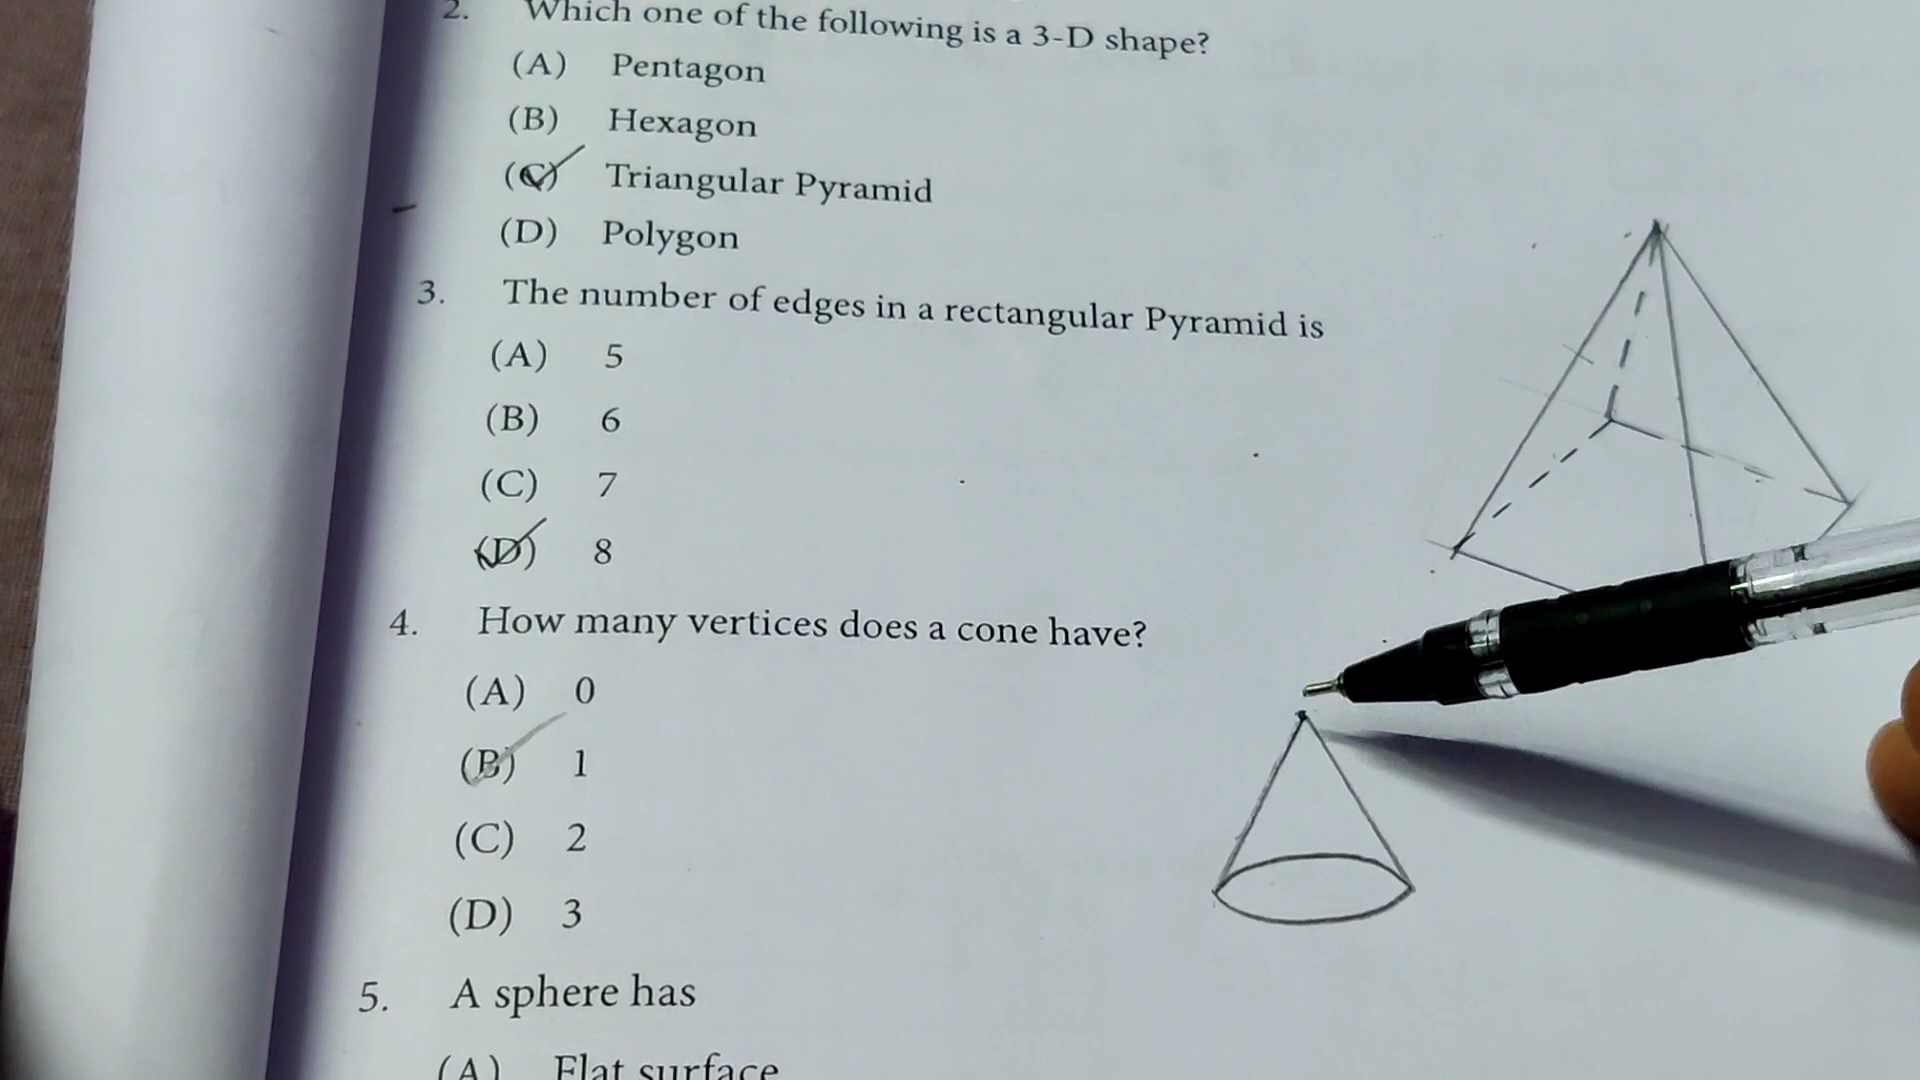 2. Which one of the following is a 3-D shape?
(A) Pentagon
(B) Hexagon
(C) Triangular Pyramid
(D) Polygon
3. The number of edges in a rectangular Pyramid is
(A) 5
(B) 6
(C) 7
(D) 8
4. How many vertices does a cone have?
(A) 0
(B) 1
(C) 2
(D) 3
5. A sphere has
(A) Flat surface